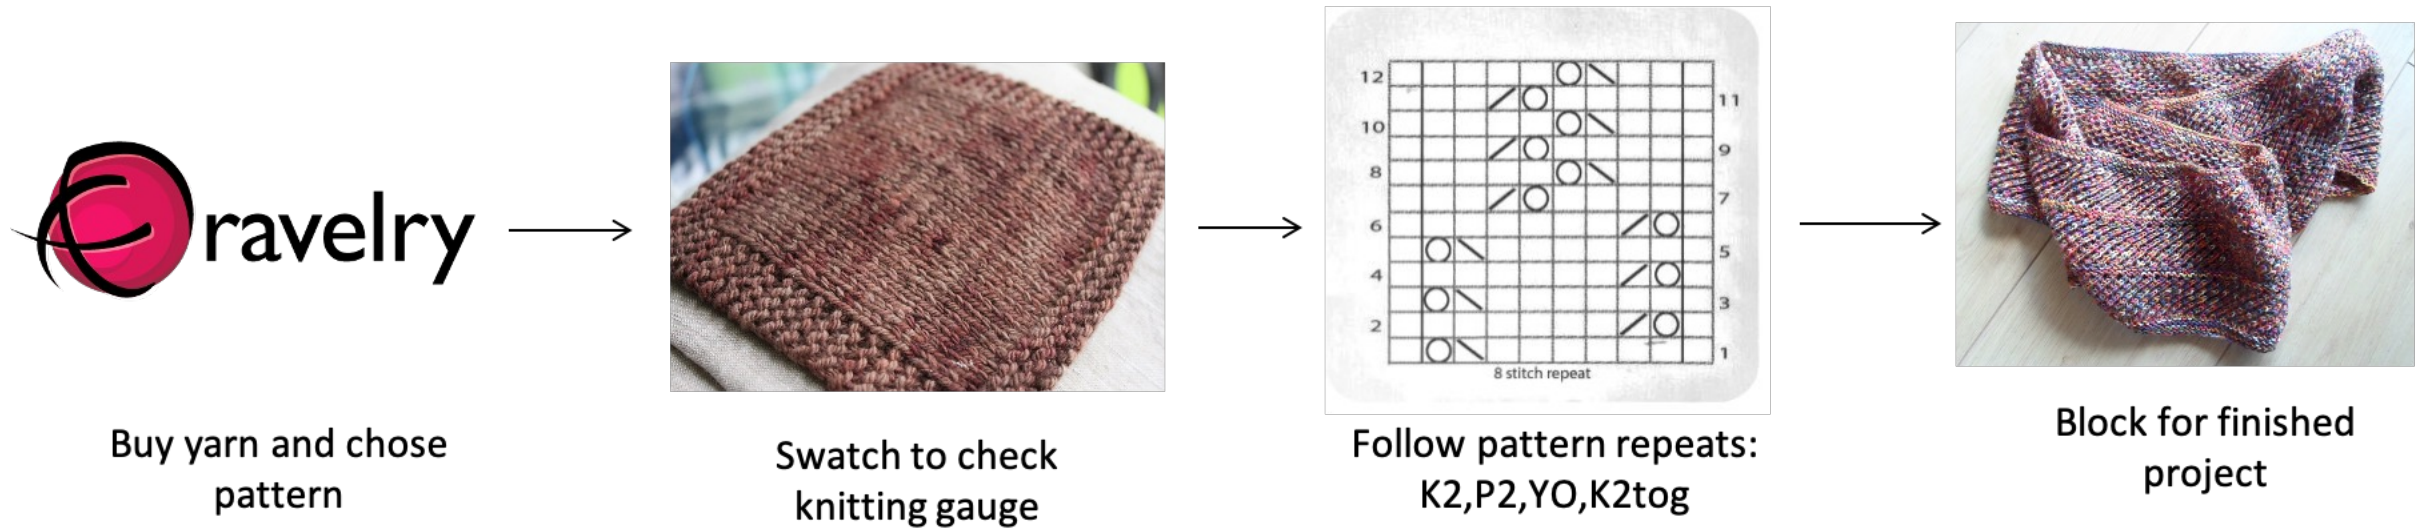 ravelry
Buy yarn and chose
pattern
Swatch to check
knitting gauge
12
11
10
9
8
7
6
5
4
3
2
1
8 stitch repeat
Follow pattern repeats:
K2,P2,YO,K2tog
Block for finished
project